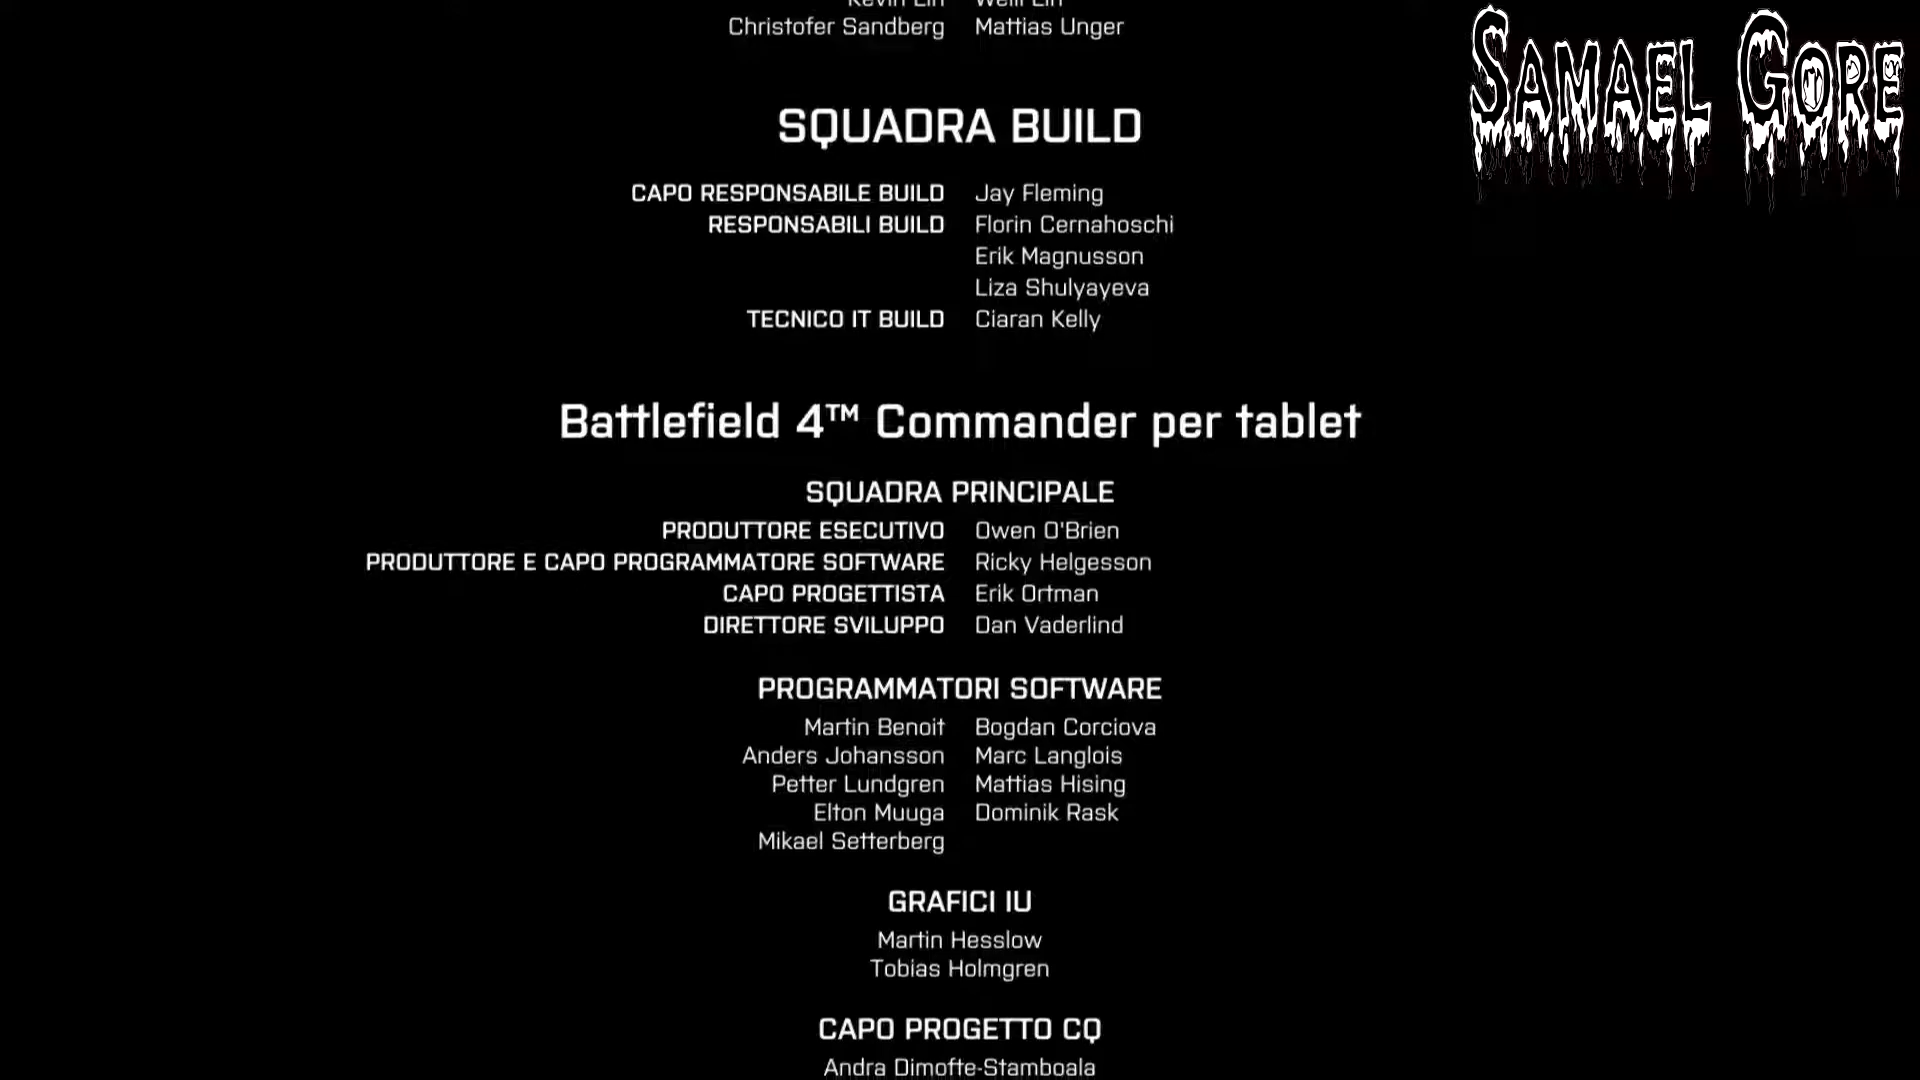 Kevin Lin Weili Lin
Christofer Sandberg Mattias Unger
SAMAEL GORE
SQUADRA BUILD
CAPO RESPONSABILE BUILD Jay Fleming
RESPONSABILI BUILD Florin Cernahoschi
Erik Magnusson
Liza Shulyayeva
TECNICO IT BUILD Ciaran Kelly
Battlefield 4™ Commander per tablet
SQUADRA PRINCIPALE
PRODUTTORE ESECUTIVO Owen O'Brien
PRODUTTORE E CAPO PROGRAMMATORE SOFTWARE Ricky Helgesson
CAPO PROGETTISTA Erik Ortman
DIRETTORE SVILUPPO Dan Vaderlind
PROGRAMMATORI SOFTWARE
Martin Benoit Bogdan Corciova
Anders Johansson Marc Langlois
Petter Lundgren Mattias Hising
Elton Muuga Dominik Rask
Mikael Setterberg
GRAFICI IU
Martin Hesslow
Tobias Holmgren
CAPO PROGETTO CQ
Andra Dimofte-Stamboala